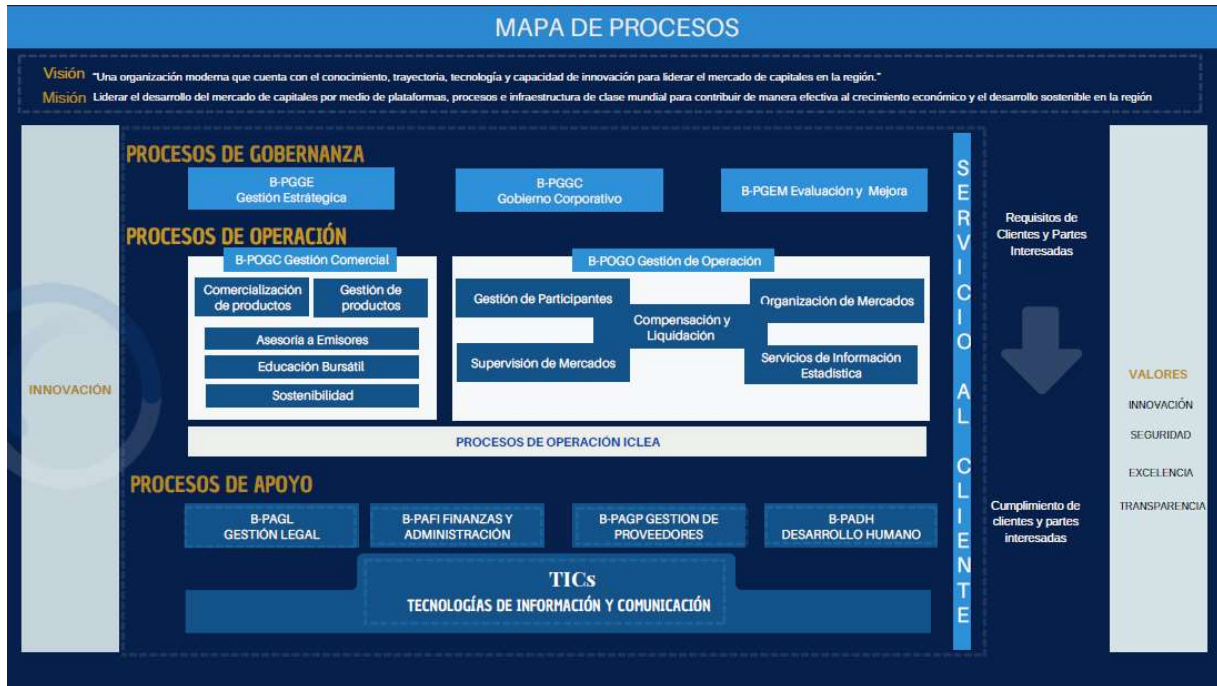 MAPA DE PROCESOS
Visión "Una organización moderna que cuenta con el conocimiento, trayectoria, tecnología y capacidad de innovación para liderar el mercado de capitales en la región."
Misión Liderar el desarrollo del mercado de capitales por medio de plataformas, procesos e infraestructura de clase mundial para contribuir de manera efectiva al crecimiento económico y el desarrollo sostenible en la región
INNOVACIÓN
PROCESOS DE GOBERNANZA
B-PGGE
Gestión Estrátegica
B-PGGC
Gobierno Corporativo
B-PGEM Evaluación y Mejora
PROCESOS DE OPERACIÓN
B-POGC Gestión Comercial
Comercialización
de productos
Gestión de
productos
Asesoría a Emisores
Educación Bursátil
Sostenibilidad
B-POGO Gestión de Operación
Gestión de Participantes
Organización de Mercados
Compensación y
Liquidación
Supervisión de Mercados
Servicios de Información
Estadística
PROCESOS DE OPERACIÓN ICLEA
PROCESOS DE APOYO
B-PAGL
GESTIÓN LEGAL
B-PAFI FINANZAS Y
ADMINISTRACIÓN
B-PAGP GESTION DE
PROVEEDORES
B-PADH
DESARROLLO HUMANO
TICs
TECNOLOGÍAS DE INFORMACIÓN Y COMUNICACIÓN
SERVICIO AL CLIENTE
Requisitos de
Clientes y Partes
Interesadas
Cumplimiento de
clientes y partes
interesadas
VALORES
INNOVACIÓN
SEGURIDAD
EXCELENCIA
TRANSPARENCIA